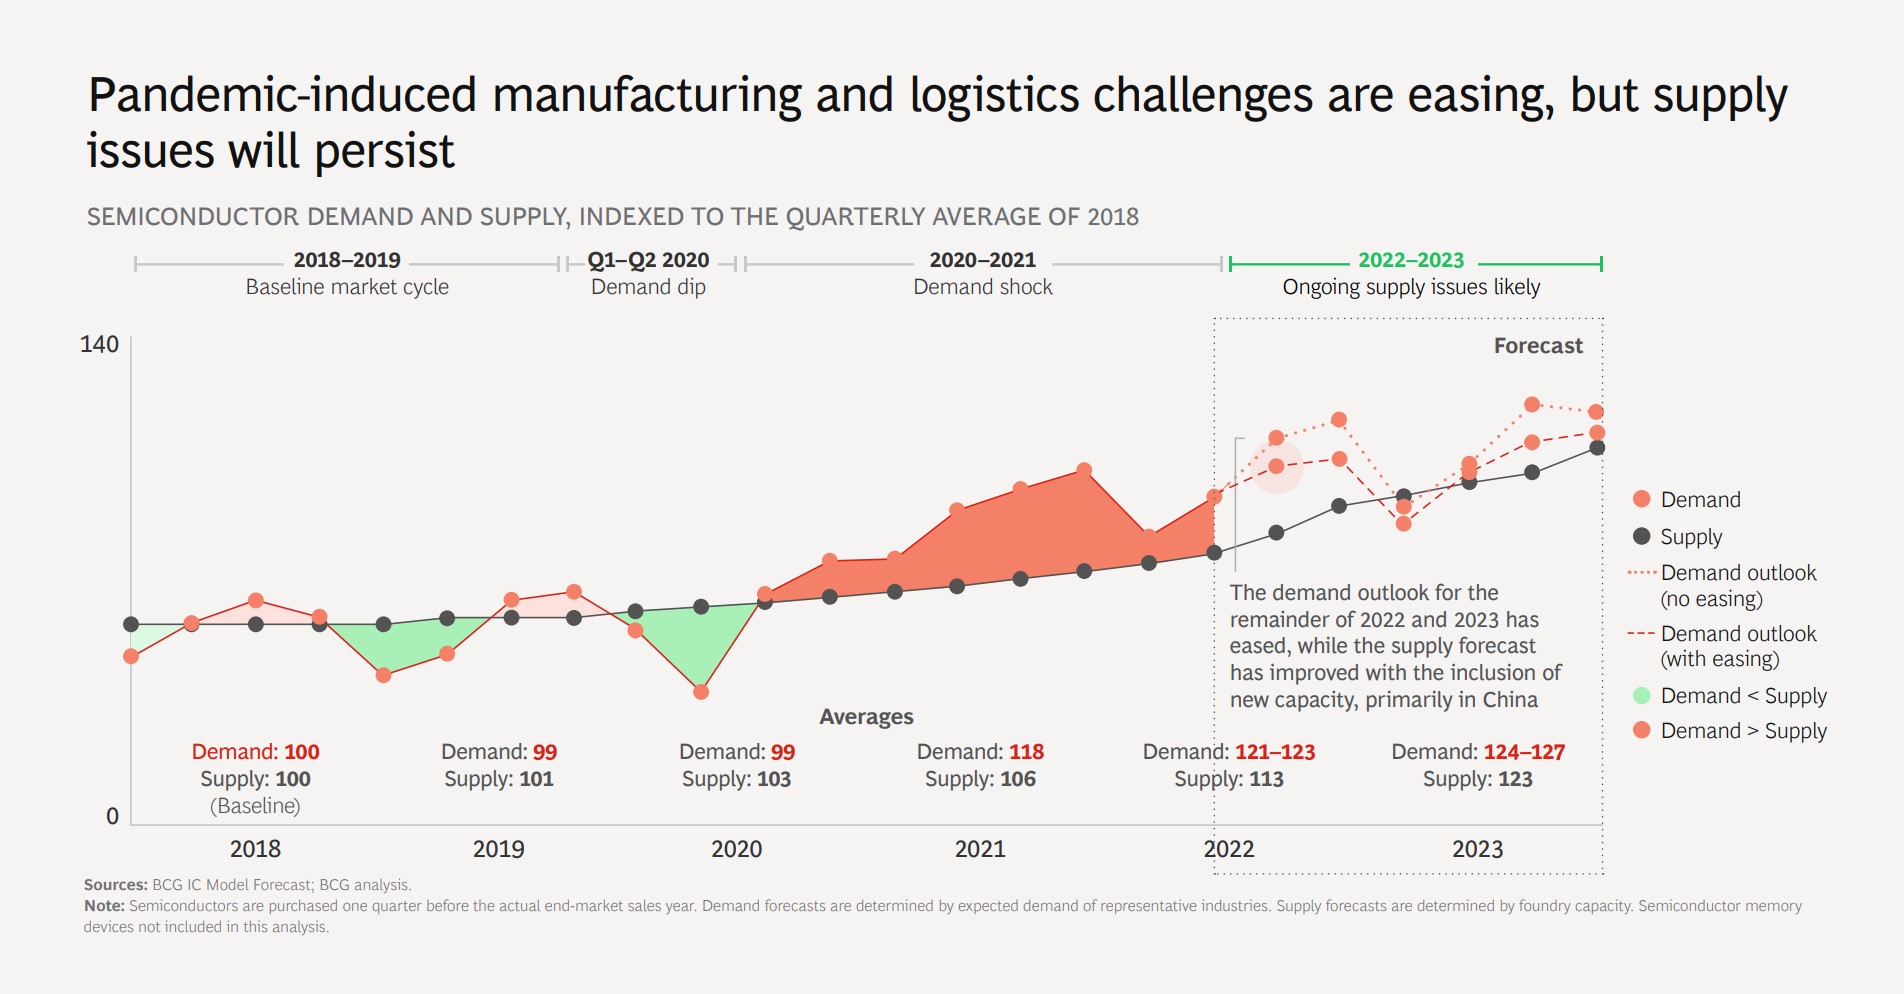 Pandemic-induced manufacturing and logistics challenges are easing, but supply
issues will persist
SEMICONDUCTOR DEMAND AND SUPPLY, INDEXED TO THE QUARTERLY AVERAGE OF 2018
2018–2019
Baseline market cycle
Q1–Q2 2020
Demand dip
2020–2021
Demand shock
2022–2023
Ongoing supply issues likely
140
Forecast
Demand
Supply
Demand outlook
(no easing)
Demand outlook
(with easing)
Demand < Supply
Demand > Supply
The demand outlook for the
remainder of 2022 and 2023 has
eased, while the supply forecast
has improved with the inclusion of
new capacity, primarily in China
Averages
Demand: 100
Supply: 100
(Baseline)
Demand: 99
Supply: 101
Demand: 99
Supply: 103
Demand: 118
Supply: 106
Demand: 121–123
Supply: 113
Demand: 124–127
Supply: 123
0
2018
2019
2020
2021
2022
2023
Sources: BCG IC Model Forecast; BCG analysis.
Note: Semiconductors are purchased one quarter before the actual end-market sales year. Demand forecasts are determined by expected demand of representative industries. Supply forecasts are determined by foundry capacity. Semiconductor memory
devices not included in this analysis.